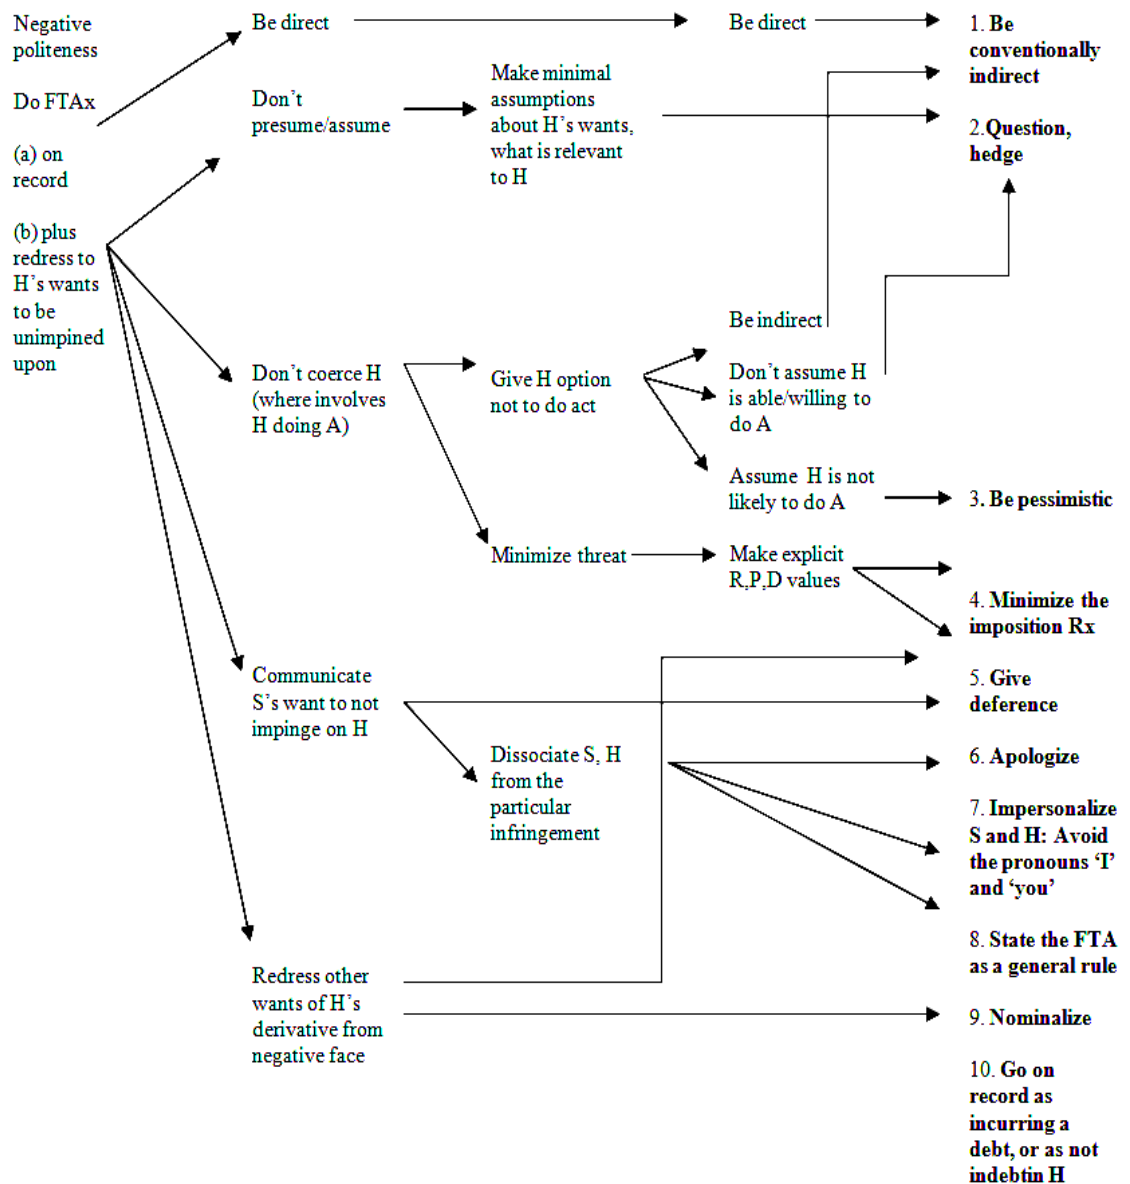 Negative
politeness
Do FTAx
(a) on
record
(b) plus
redress to
H's wants
to be
unimpined
upon
Be direct
Don't
presume/assume
Don't coerce H
(where involves
H doing A)
Communicate
S's want to not
impinge on H
Redress other
wants of H's
derivative from
negative face
Make minimal
assumptions
about H's wants,
what is relevant
to H
Give H option
not to do act
Minimize threat
Dissociate S, H
from the
particular
infringement
Be direct
Be indirect
Don't assume H
is able/willing to
do A
Assume H is not
likely to do A
Make explicit
R,P,D values
1. Be
conventionally
indirect
2.Question,
hedge
3. Be pessimistic
4. Minimize the
imposition Rx
5. Give
deference
6. Apologize
7. Impersonalize
S and H: Avoid
the pronouns ‘I’
and ‘you’
8. State the FTA
as a general rule
9. Nominalize
10. Go on
record as
incurring a
debt, or as not
indebtin H